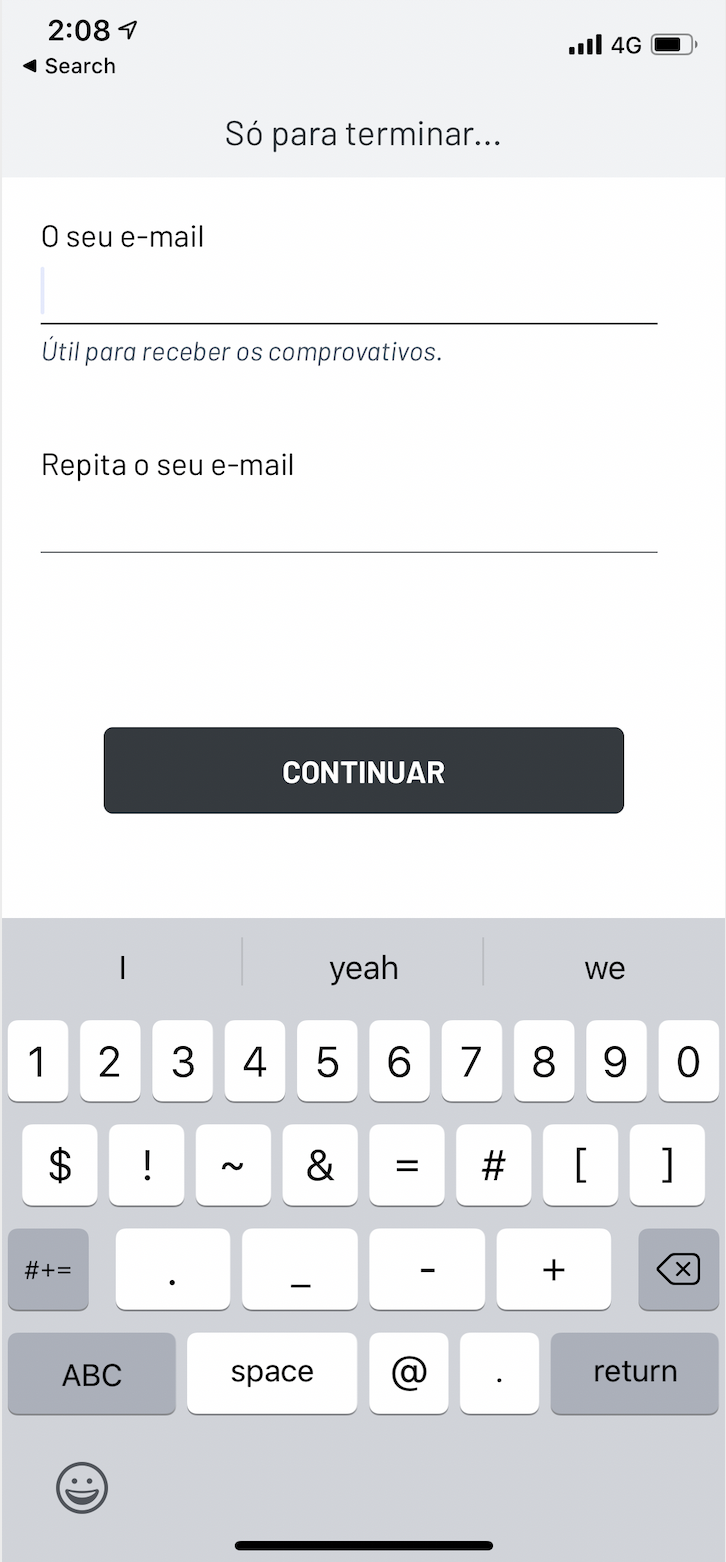 2:08
4G
◀ Search
Só para terminar...
O seu e-mail
Útil para receber os comprovativos.
Repita o seu e-mail
CONTINUAR
I yeah we
1 2 3 4 5 6 7 8 9 0
$ ! ~ & = # [ ]
#+= . _ - +
ABC space @ . return